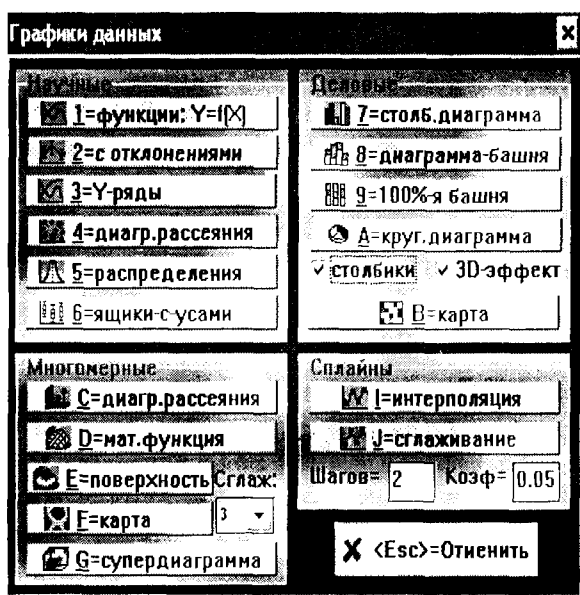 Графики данных
Научные
1=функции: Y=f(X)
2=с отклонениями
3=Y-ряды
4=диагр.рассеяния
5=распределения
6=ящики-с-усами
Деловые
7=столб.диаграмма
8=диаграмма-башня
9=100%-я башня
A=круг.диаграмма
столбики 3D-эффект
B=карта
Многомерные
C=диагр.рассеяния
D=мат.функция
E=поверхность Сглаж:
F=карта 3
G=супердиаграмма
Сплайны
I=интерполяция
J=сглаживание
Шагов= 2 Коэф= 0.05
X <Esc>=Отменить